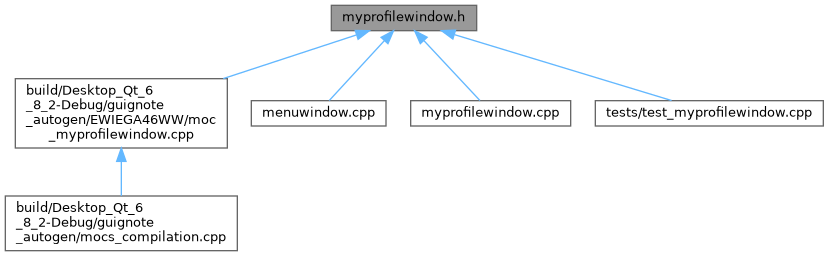 myprofilewindow.h
build/Desktop_Qt_6
_8_2-Debug/guignote
_autogen/EWIEGA46WW/moc
_myprofilewindow.cpp
menuwindow.cpp
myprofilewindow.cpp
tests/test_myprofilewindow.cpp
build/Desktop_Qt_6
_8_2-Debug/guignote
_autogen/mocs_compilation.cpp